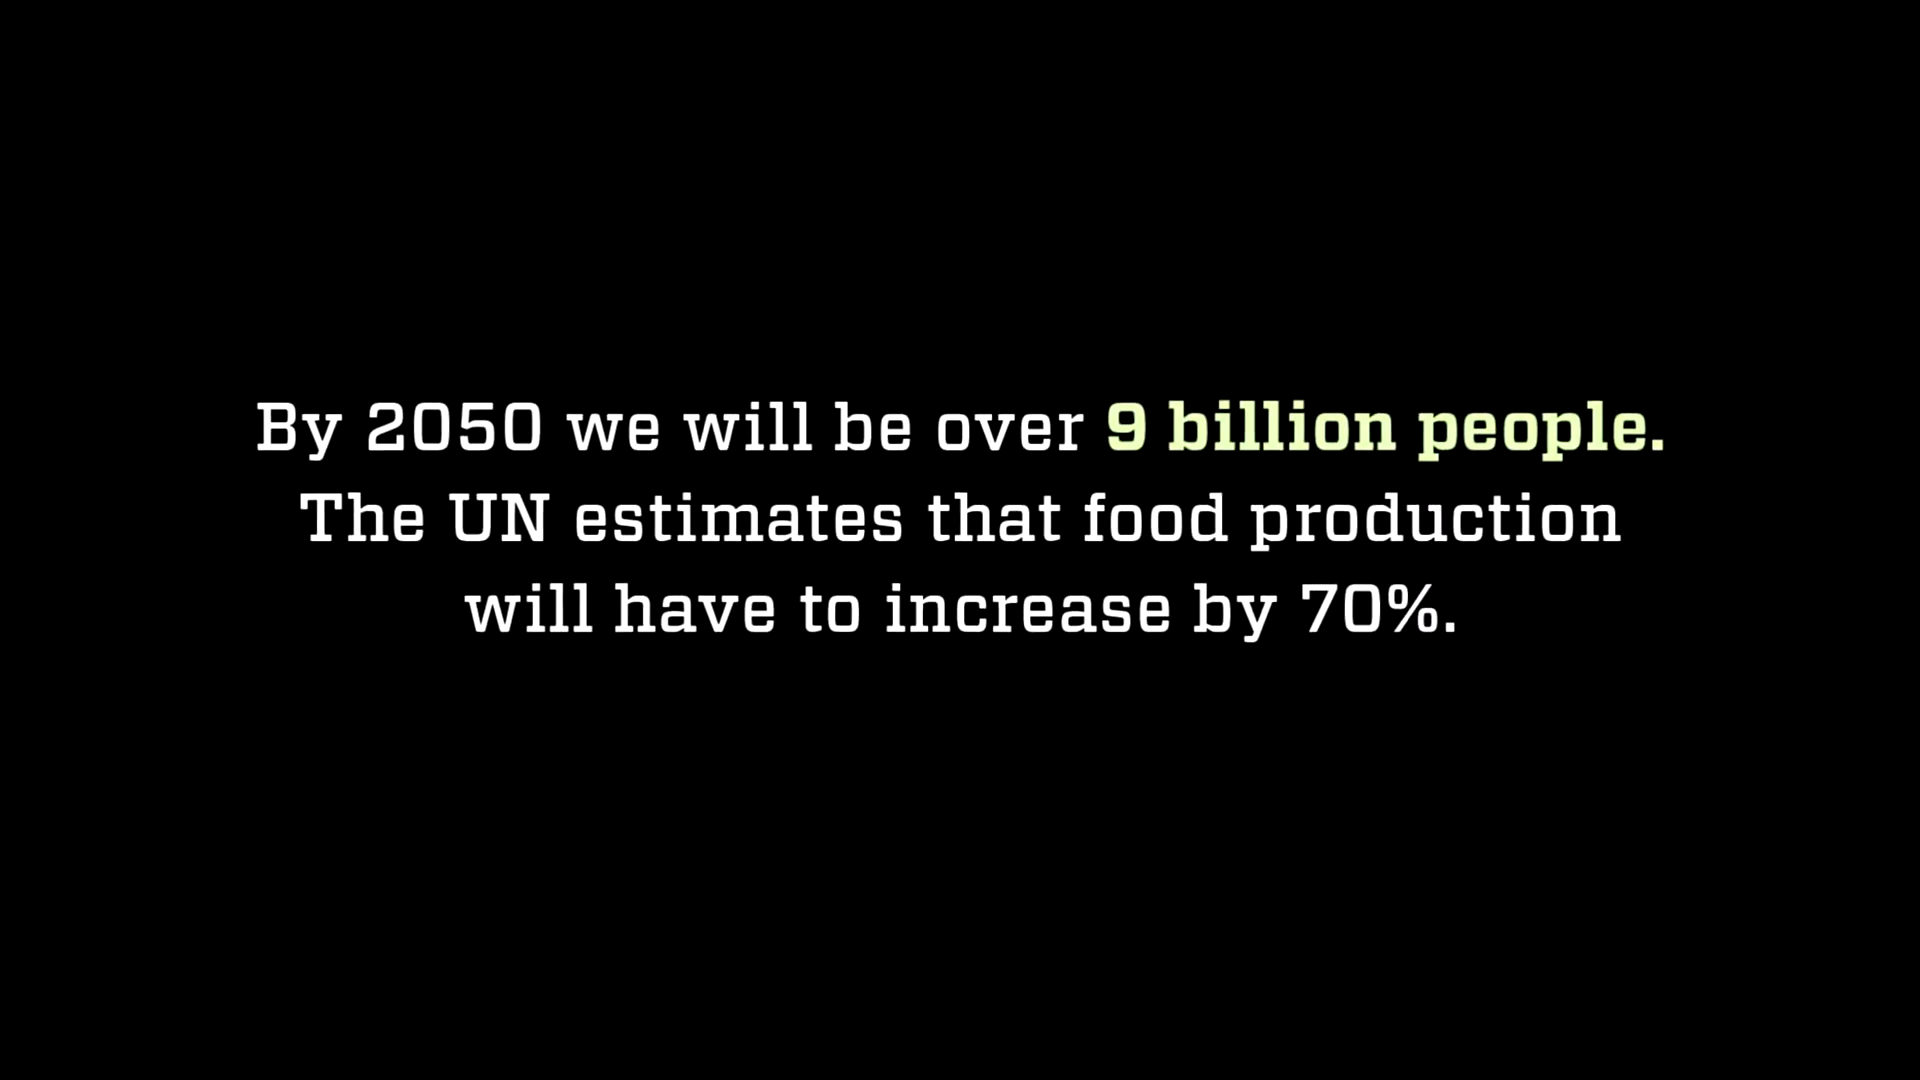 By 2050 we will be over 9 billion people.
The UN estimates that food production
will have to increase by 70%.